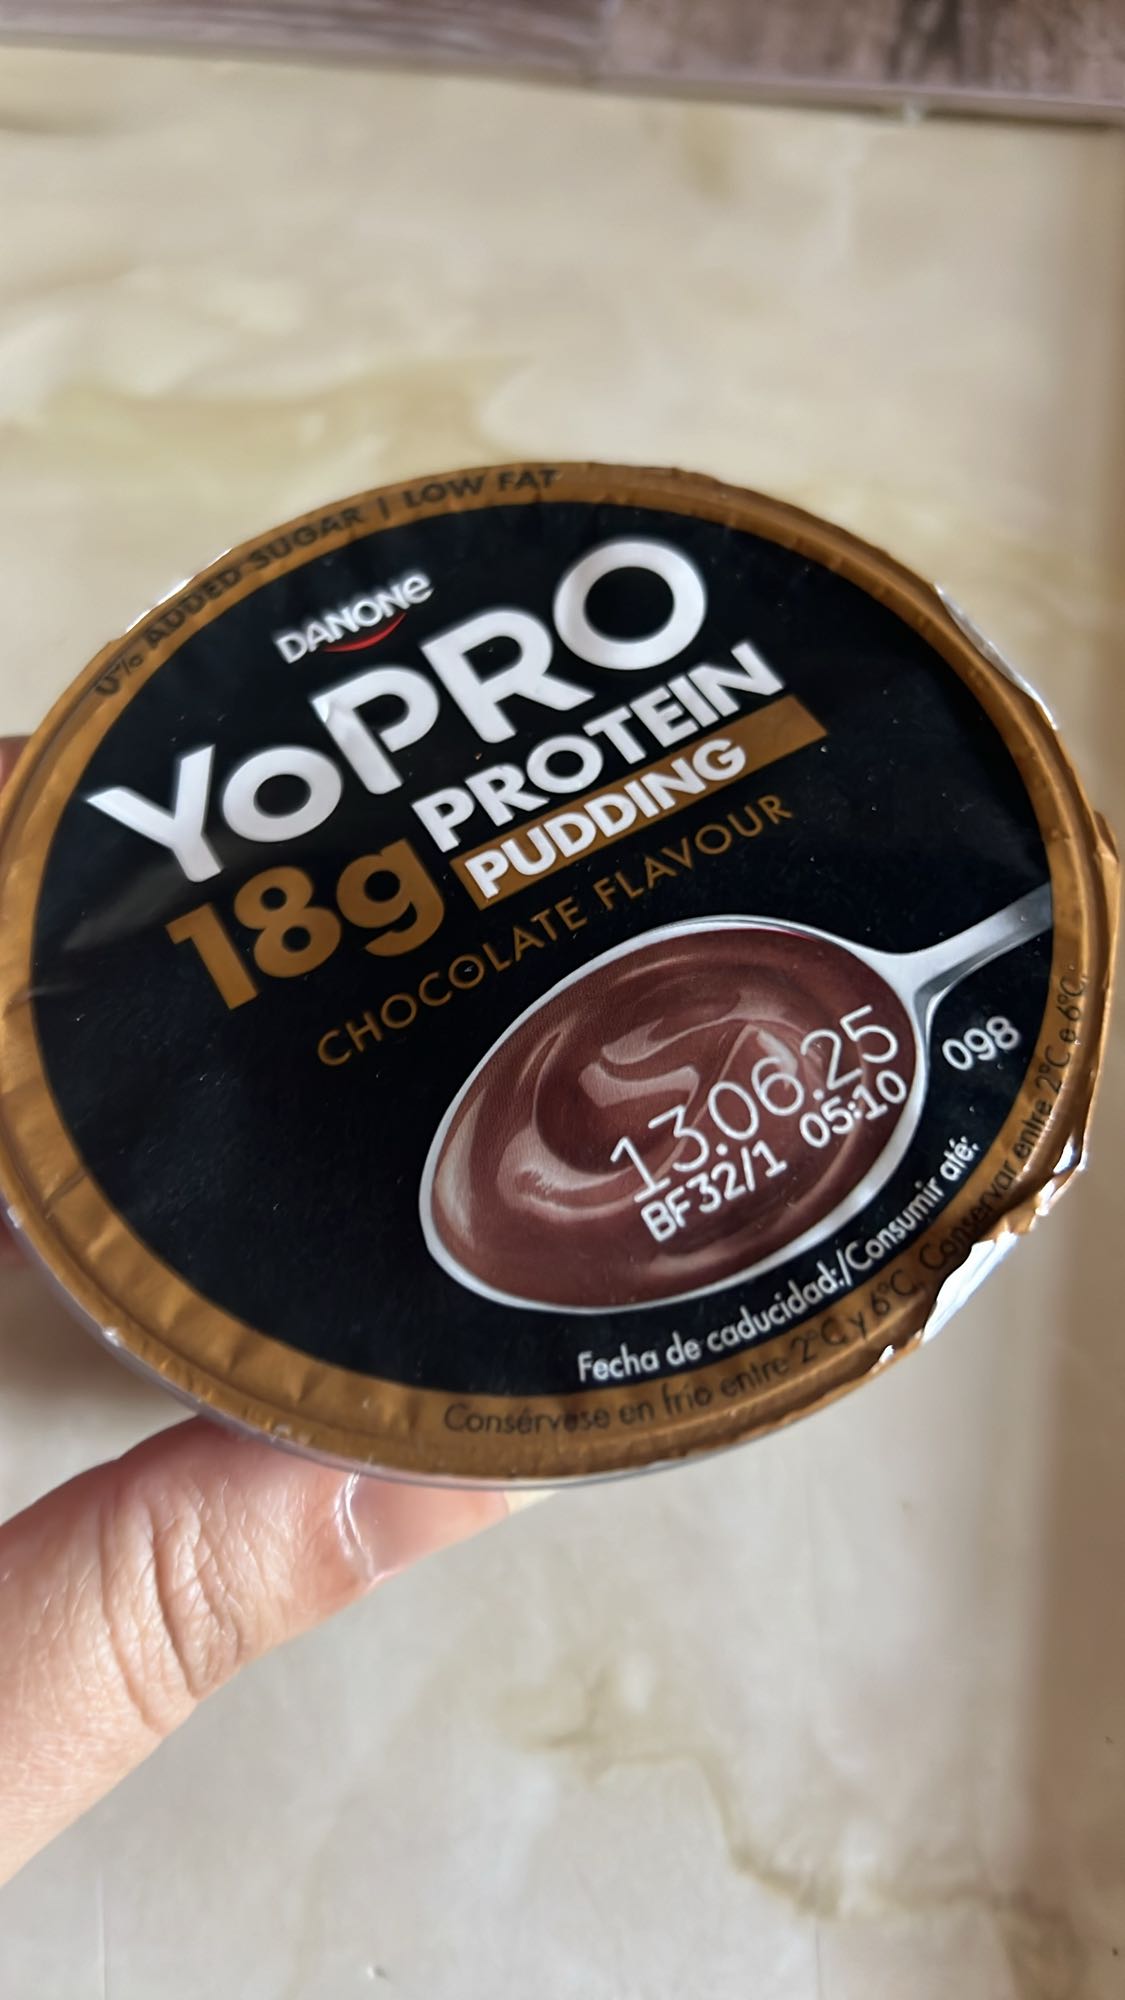 0% ADDED SUGAR | LOW FAT
DANONE
YoPRO
18g PROTEIN
PUDDING
CHOCOLATE FLAVOUR
13.06.25
BF32/1 05:10
098
Fecha de caducidad:/Consumir até:
Consérvese en frío entre 2°C y 6°C. Conservar entre 2°C e 6°C.